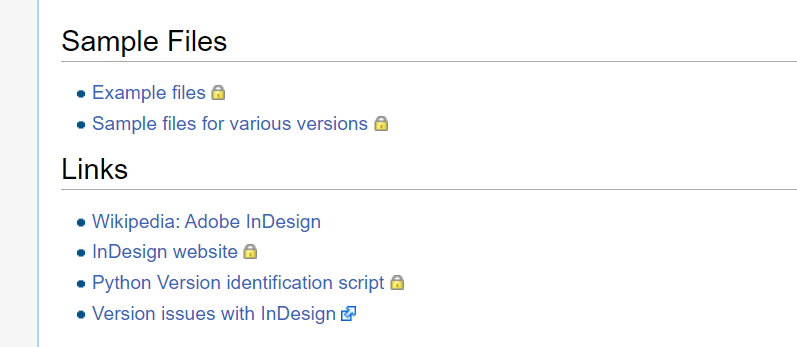 Sample Files
Example files
Sample files for various versions
Links
Wikipedia: Adobe InDesign
InDesign website
Python Version identification script
Version issues with InDesign